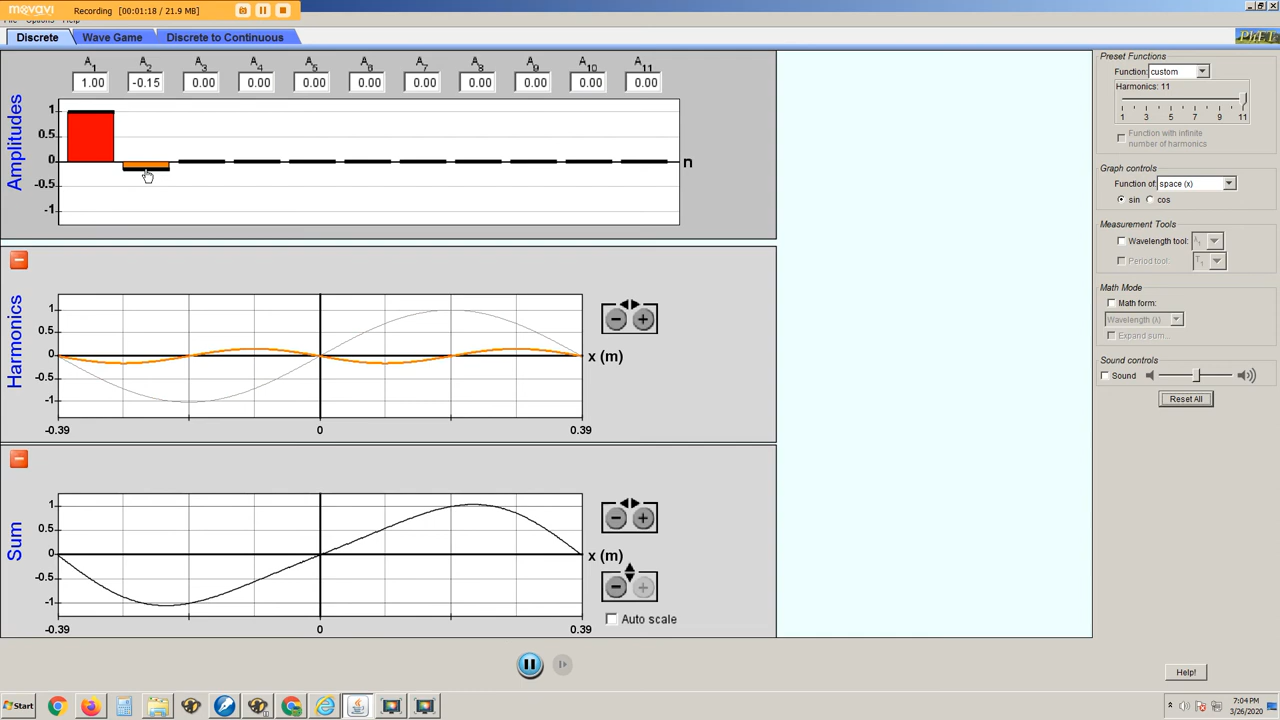 movavi Recording (00:01:18 / 21.9 MB)
Discrete Wave Game Discrete to Continuous
PhET
Amplitudes
A1 A2 A3 A4 A5 A6 A7 A8 A9 A10 A11
1.00 -0.15 0.00 0.00 0.00 0.00 0.00 0.00 0.00 0.00 0.00
1
0.5
0
-0.5
-1
n
Harmonics
1
0.5
0
-0.5
-1
x (m)
-0.39 0 0.39
Sum
1
0.5
0
-0.5
-1
x (m)
-0.39 0 0.39
Auto scale
Preset Functions
Function: custom
Harmonics: 11
1 3 5 7 9 11
Function with infinite
number of harmonics
Graph controls
Function of: space (x)
sin cos
Measurement Tools
Wavelength tool: λ1
Period tool: T1
Math Mode
Math form:
Wavelength (λ)
Expand sum...
Sound controls
Sound
Reset All
Help!
Start
7:04 PM
3/26/2020